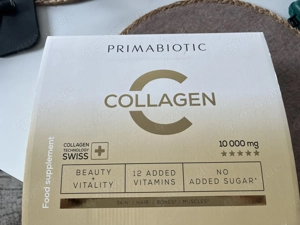 PRIMABIOTIC
COLLAGEN
COLLAGEN
TECHNOLOGY
SWISS
10 000 mg
BEAUTY
+
VITALITY
12 ADDED
VITAMINS
NO
ADDED SUGAR*
Food supplement